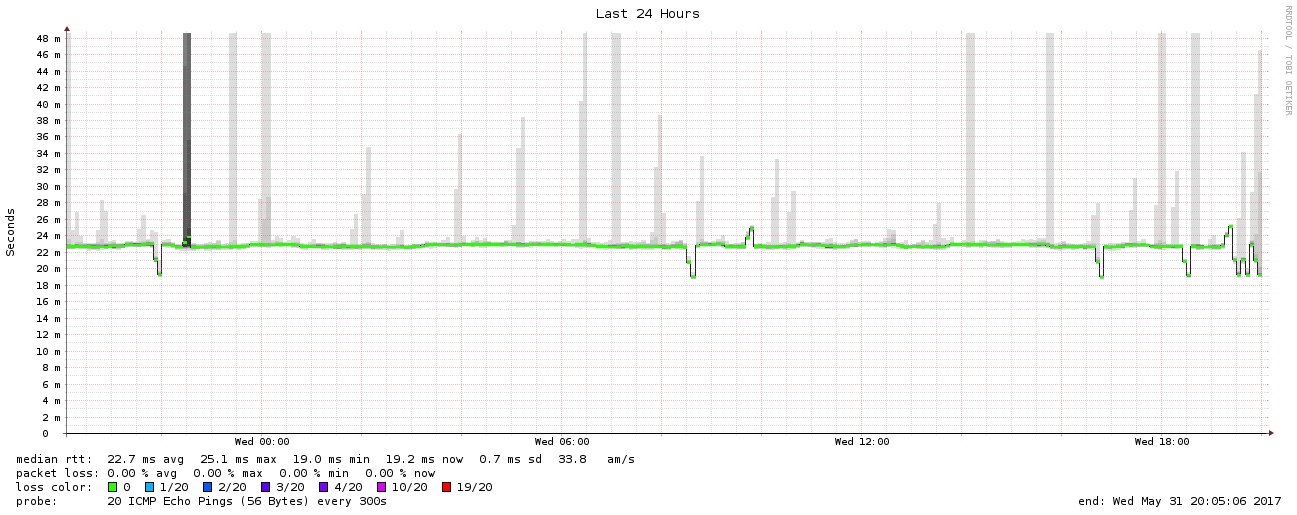 Last 24 Hours
RRDTOOL / TOBI OETIKER
Seconds
48 m
46 m
44 m
42 m
40 m
38 m
36 m
34 m
32 m
30 m
28 m
26 m
24 m
22 m
20 m
18 m
16 m
14 m
12 m
10 m
8 m
6 m
4 m
2 m
0
Wed 00:00 Wed 06:00 Wed 12:00 Wed 18:00
median rtt: 22.7 ms avg 25.1 ms max 19.0 ms min 19.2 ms now 0.7 ms sd 33.8 am/s
packet loss: 0.00 % avg 0.00 % max 0.00 % min 0.00 % now
loss color: 0 1/20 2/20 3/20 4/20 10/20 19/20
probe: 20 ICMP Echo Pings (56 Bytes) every 300s end: Wed May 31 20:05:06 2017